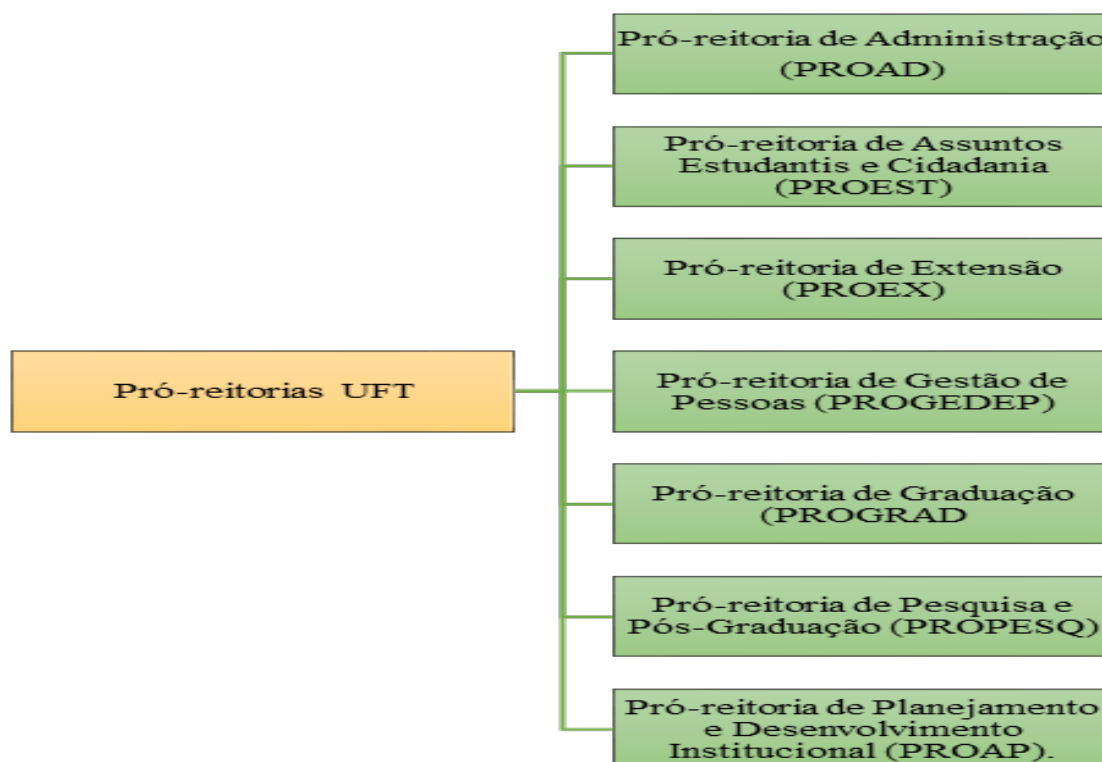 Pró-reitoria de Administração
(PROAD)
Pró-reitoria de Assuntos
Estudantis e Cidadania
(PROEST)
Pró-reitoria de Extensão
(PROEX)
Pró-reitorias UFT
Pró-reitoria de Gestão de
Pessoas (PROGEDEP)
Pró-reitoria de Graduação
(PROGRAD
Pró-reitoria de Pesquisa e
Pós-Graduação (PROPESQ)
Pró-reitoria de Planejamento
e Desenvolvimento
Institucional (PROAP).